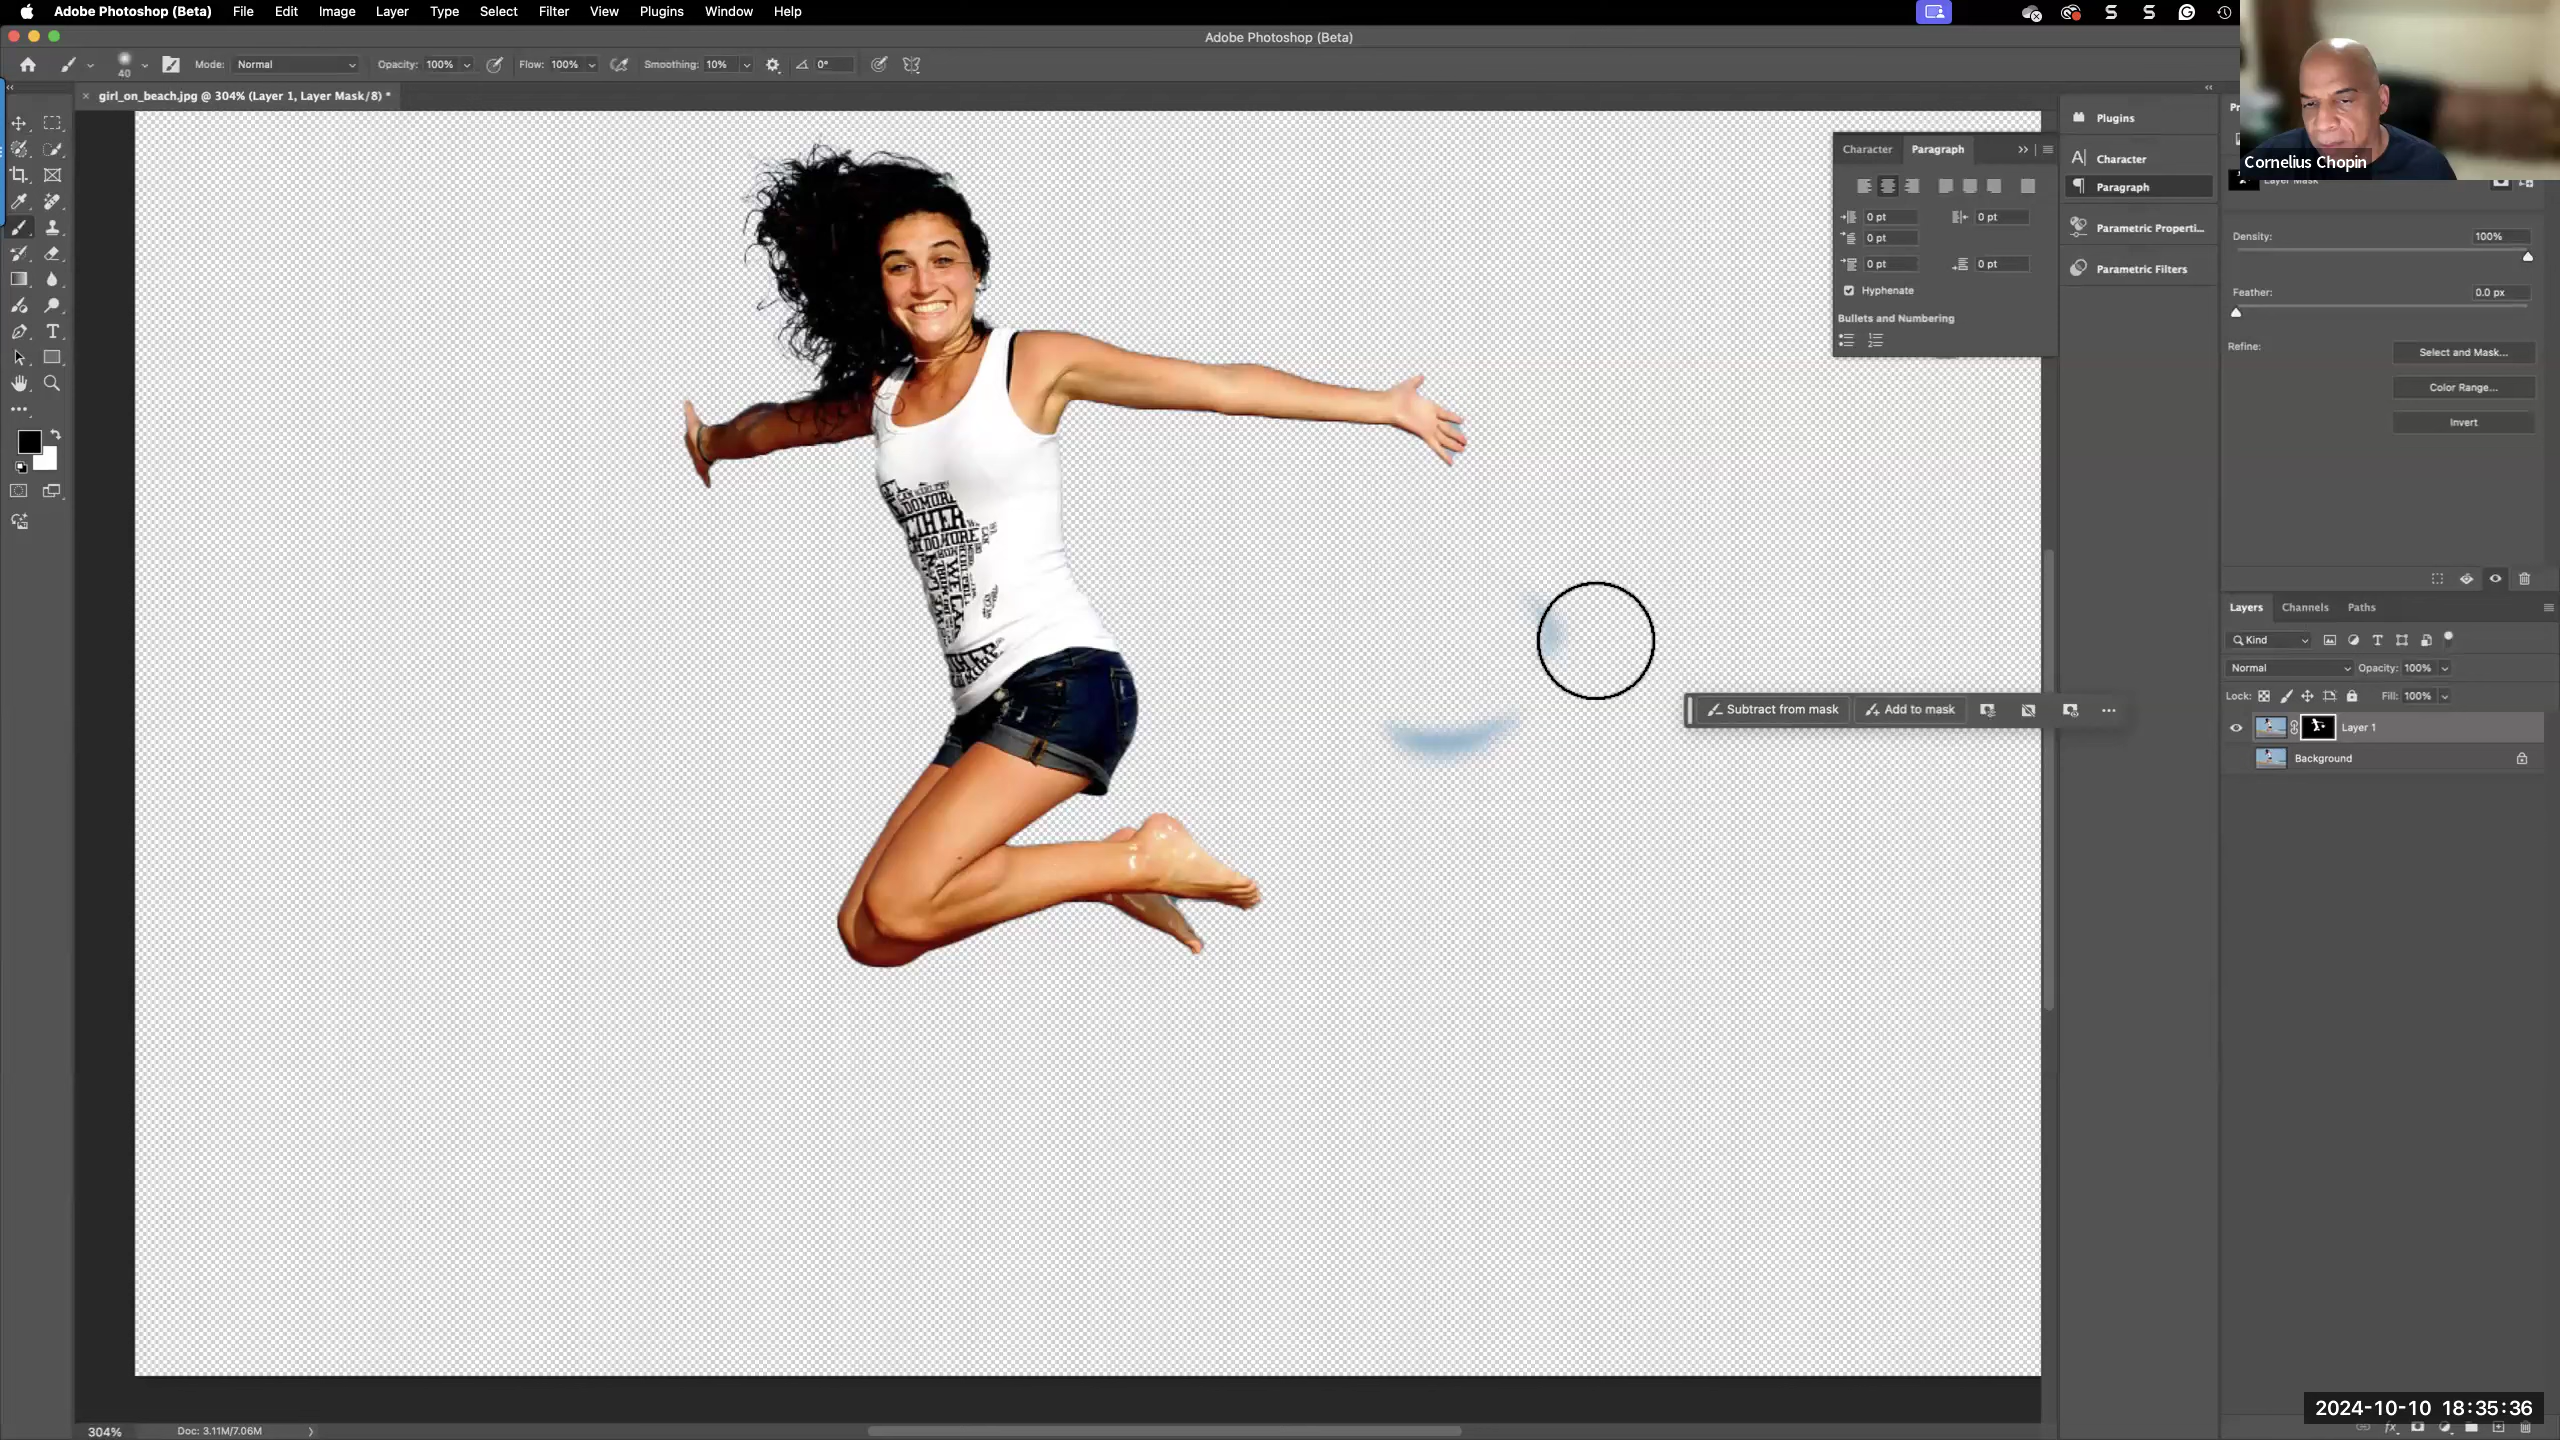 Adobe Photoshop (Beta) File Edit Image Layer Type Select Filter View Plugins Window Help
Adobe Photoshop (Beta)
40 Mode: Normal Opacity: 100% Flow: 100% Smoothing: 10% 0°
girl_on_beach.jpg @ 304% (Layer 1, Layer Mask/8) *
Cornelius Chopin
Character Paragraph
0 pt 0 pt
0 pt
0 pt 0 pt
Hyphenate
Bullets and Numbering
Plugins
Character
Paragraph
Parametric Properti...
Parametric Filters
Layer Mask
Density: 100%
Feather: 0.0 px
Refine: Select and Mask...
Color Range...
Invert
DOMORE
DOMORE
WE CAN
Subtract from mask Add to mask
Layers Channels Paths
Kind
Normal Opacity: 100%
Lock: Fill: 100%
Layer 1
Background
2024-10-10 18:35:36
304% Doc: 3.11M/7.06M